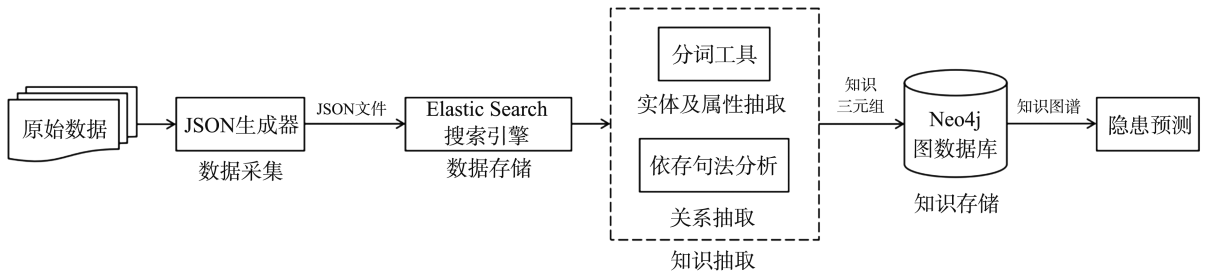 原始数据
JSON生成器
数据采集
JSON文件
Elastic Search
搜索引擎
数据存储
分词工具
实体及属性抽取
依存句法分析
关系抽取
知识抽取
知识
三元组
Neo4j
图数据库
知识存储
知识图谱
隐患预测